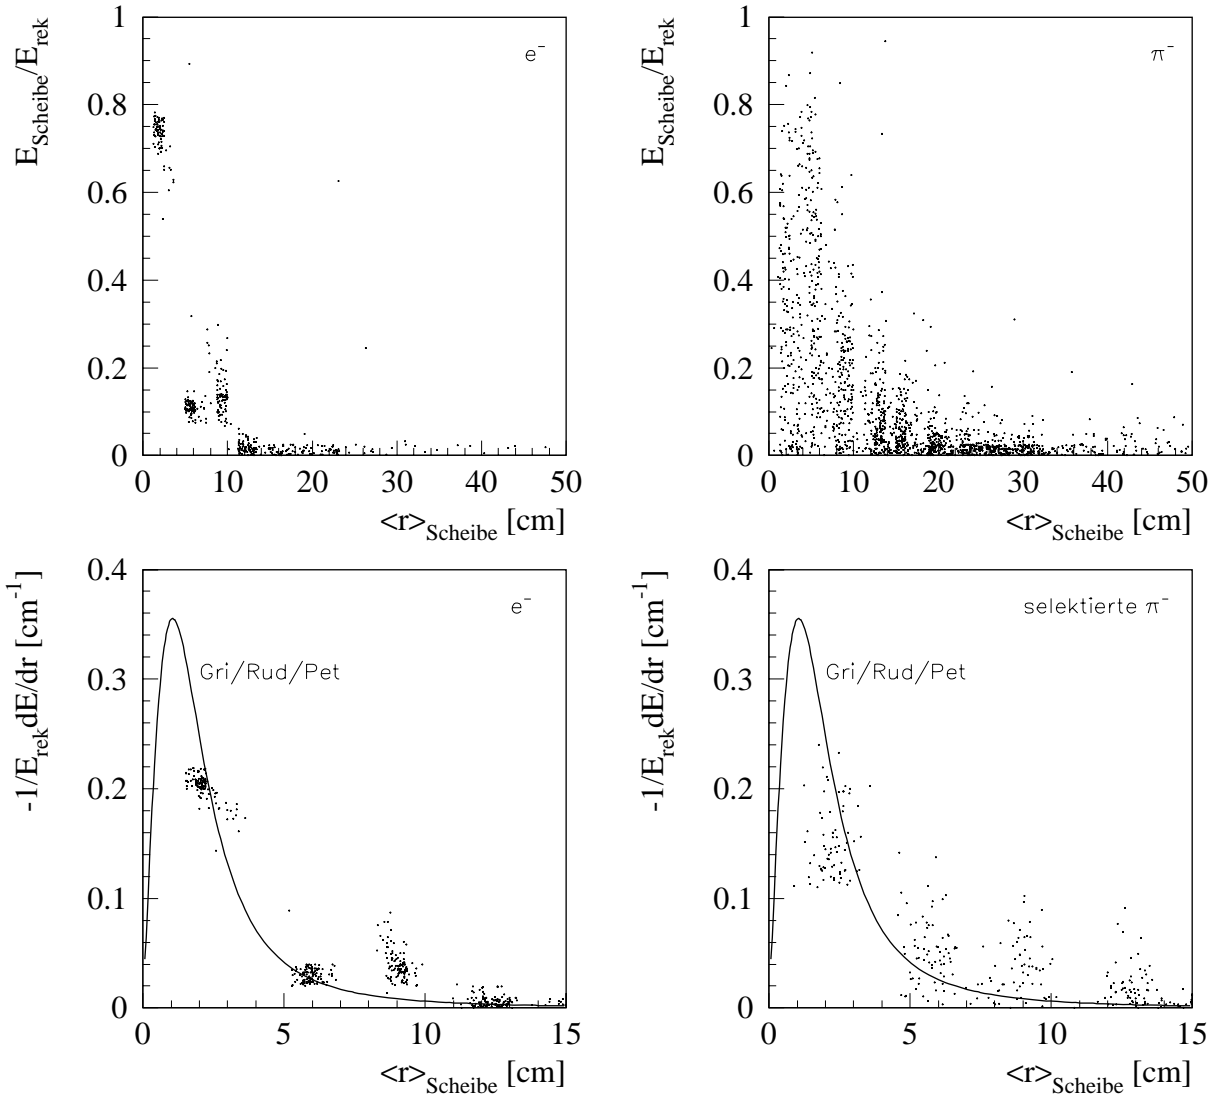 E_Scheibe/E_rek
e⁻
1
0.8
0.6
0.4
0.2
0
0 10 20 30 40 50
<r>_Scheibe [cm]
E_Scheibe/E_rek
π⁻
1
0.8
0.6
0.4
0.2
0
0 10 20 30 40 50
<r>_Scheibe [cm]
-1/E_rek dE/dr [cm⁻¹]
e⁻
Gri/Rud/Pet
0.4
0.3
0.2
0.1
0
0 5 10 15
<r>_Scheibe [cm]
-1/E_rek dE/dr [cm⁻¹]
selektierte π⁻
Gri/Rud/Pet
0.4
0.3
0.2
0.1
0
0 5 10 15
<r>_Scheibe [cm]